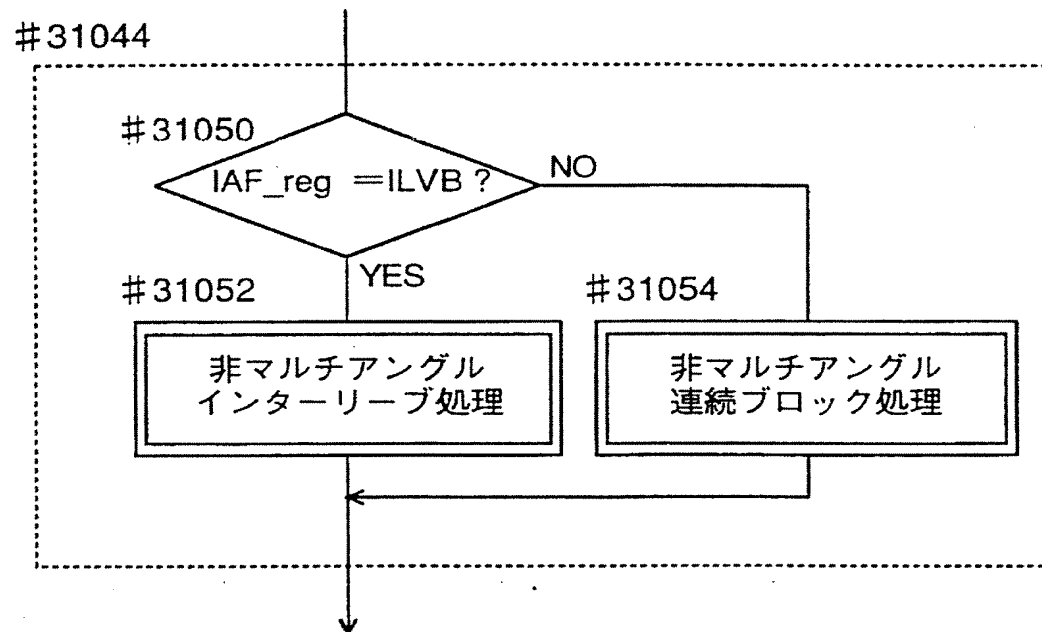 #31044
#31050
IAF_reg =ILVB ?
NO
YES
#31052
#31054
非マルチアングル
インターリーブ処理
非マルチアングル
連続ブロック処理